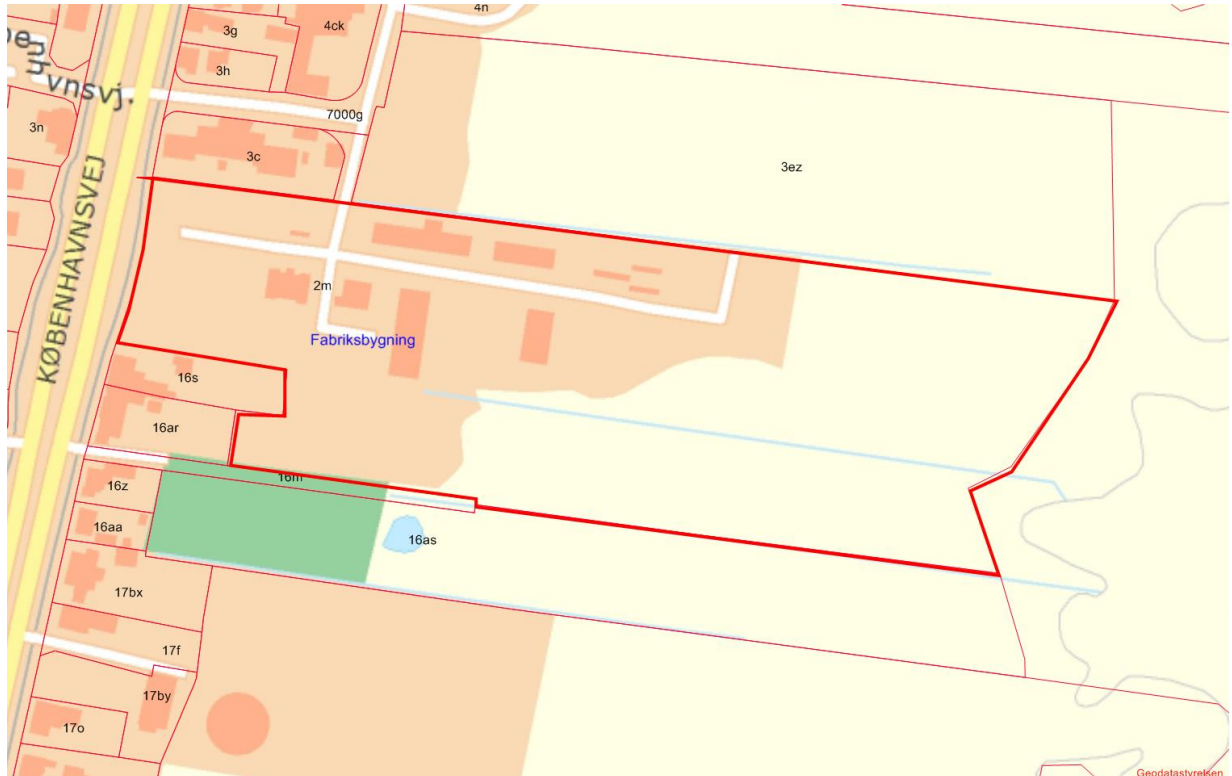 4n
3g
4ck
3h
vnsvj.
7000g
3n
3c
3ez
KØBENHAVNSVEJ
2m
Fabriksbygning
16s
16ar
16m
16z
16aa
16as
17bx
17f
17by
17o
Geodatastyrelsen